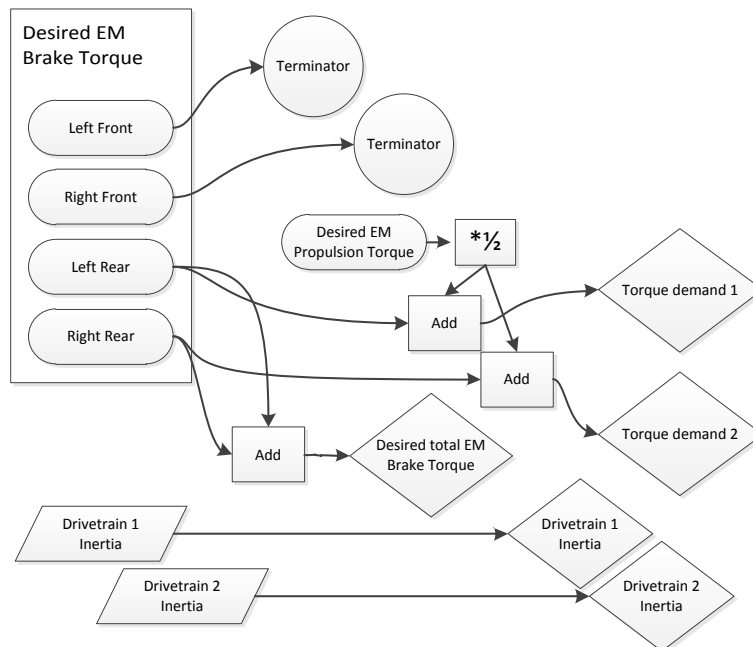 Desired EM
Brake Torque
Terminator
Left Front
Terminator
Right Front
Desired EM
Propulsion Torque
*½
Left Rear
Torque demand 1
Add
Right Rear
Add
Torque demand 2
Add
Desired total EM
Brake Torque
Drivetrain 1
Inertia
Drivetrain 1
Inertia
Drivetrain 2
Inertia
Drivetrain 2
Inertia